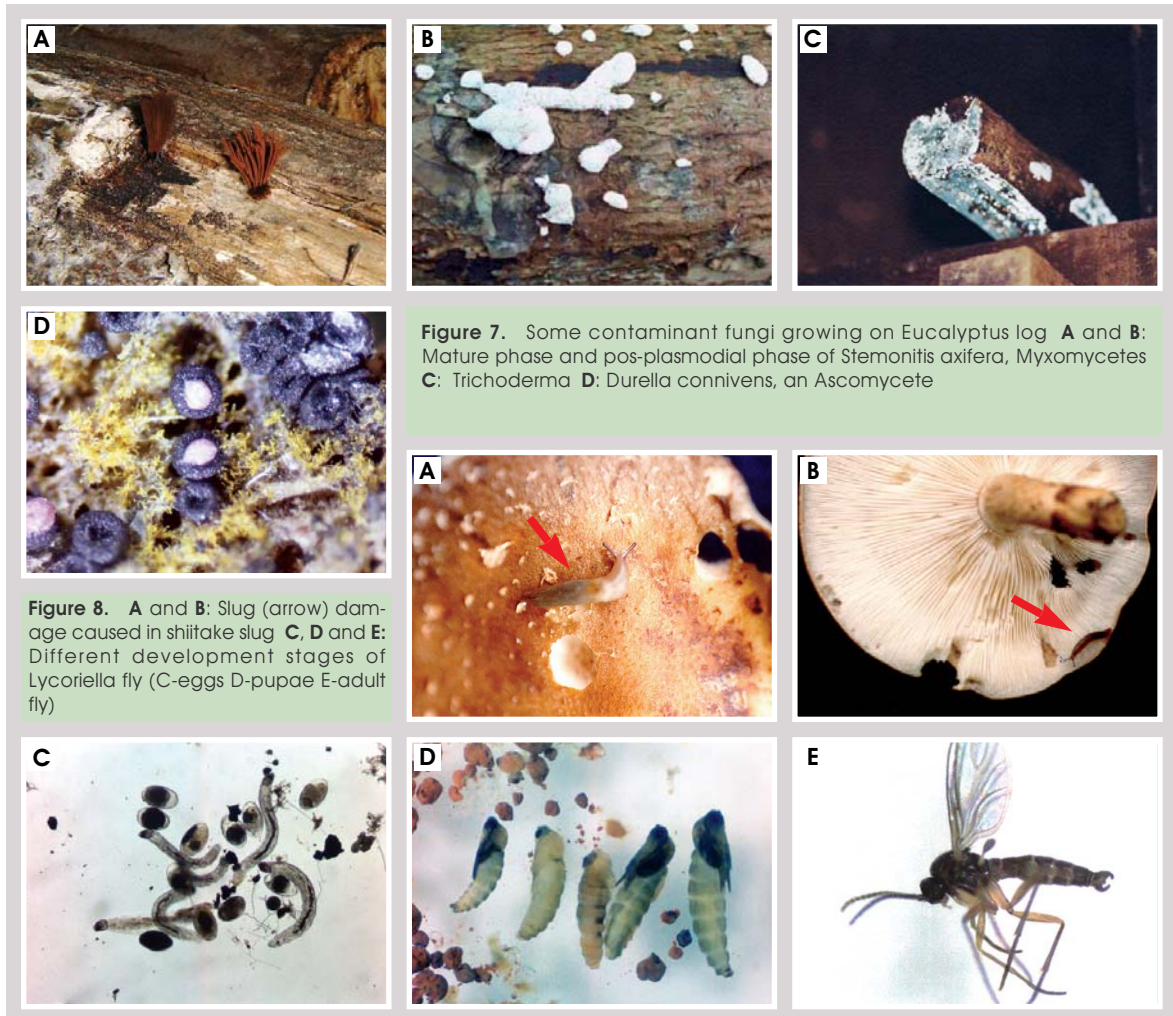 A
B
C
D
Figure 7. Some contaminant fungi growing on Eucalyptus log A and B:
Mature phase and pos-plasmodial phase of Stemonitis axifera, Myxomycetes
C: Trichoderma D: Durella connivens, an Ascomycete
A
B
Figure 8. A and B: Slug (arrow) dam-
age caused in shiitake slug C, D and E:
Different development stages of
Lycoriella fly (C-eggs D-pupae E-adult
fly)
C
D
E